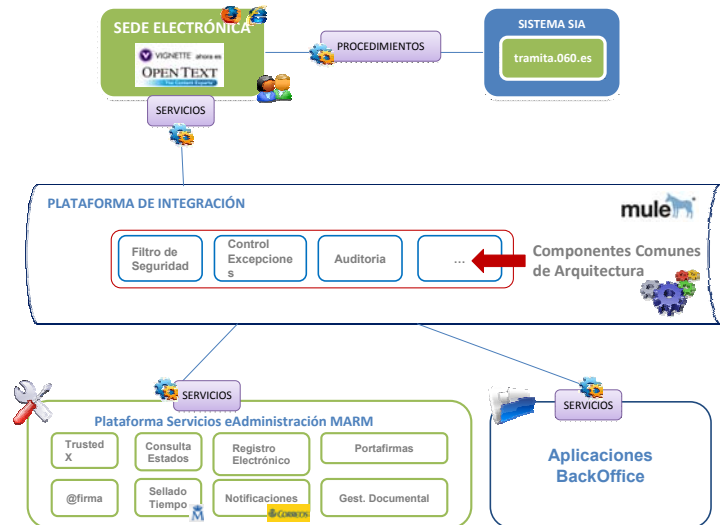 SEDE ELECTRÓNICA
VIGNETTE ahora es
OPEN TEXT
The Content Experts
PROCEDIMIENTOS
SISTEMA SIA
tramita.060.es
SERVICIOS
PLATAFORMA DE INTEGRACIÓN
mule
Filtro de
Seguridad
Control
Excepcione
s
Auditoria
...
Componentes Comunes
de Arquitectura
SERVICIOS
Plataforma Servicios eAdministración MARM
Trusted
X
Consulta
Estados
Registro
Electrónico
Portafirmas
@firma
Sellado
Tiempo
Notificaciones
CORREOS
Gest. Documental
SERVICIOS
Aplicaciones
BackOffice